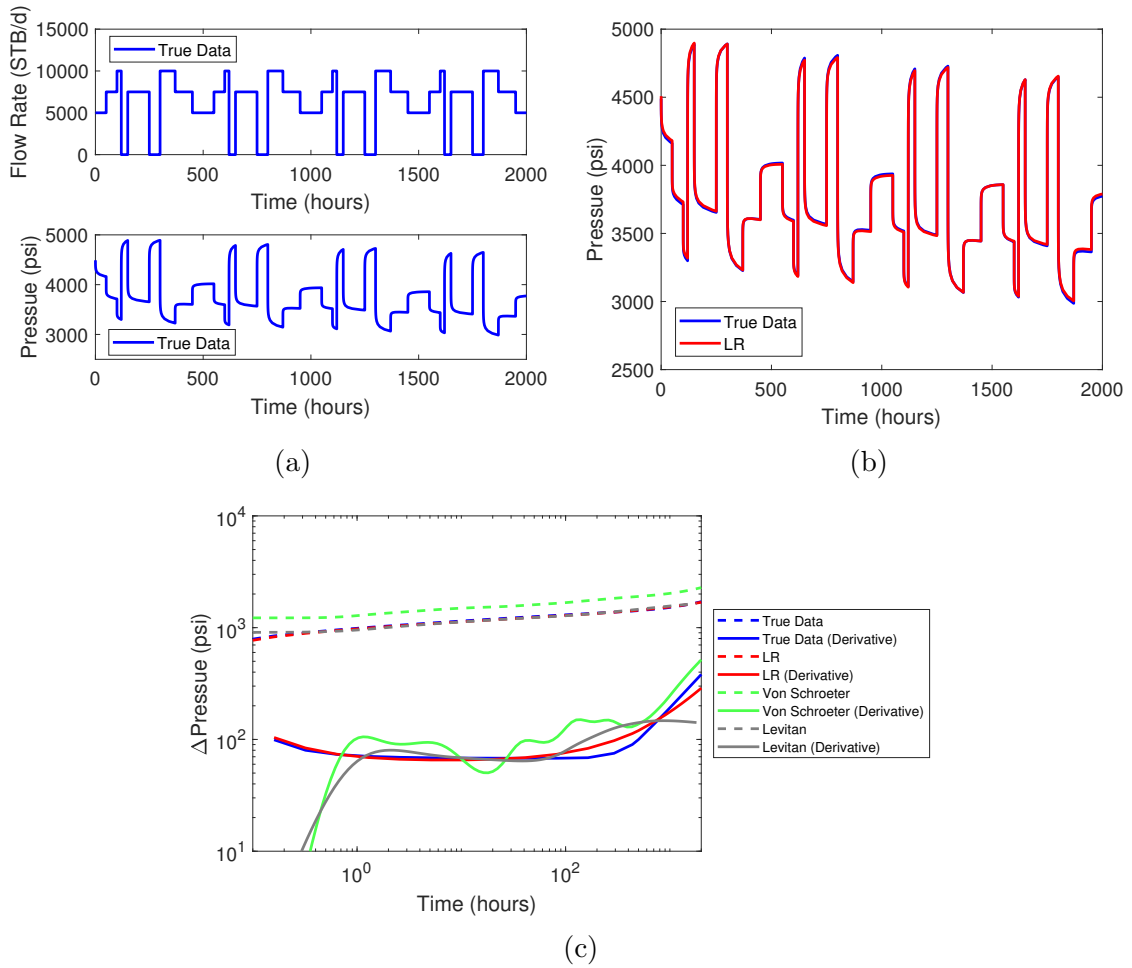 15000
10000
5000
0
Flow Rate (STB/d)
True Data
0 500 1000 1500 2000
Time (hours)
5000
4000
3000
Pressue (psi)
True Data
0 500 1000 1500 2000
Time (hours)
(a)
5000
4500
4000
3500
3000
2500
Pressue (psi)
True Data
LR
0 500 1000 1500 2000
Time (hours)
(b)
10^4
10^3
10^2
10^1
ΔPressue (psi)
10^0 10^2
Time (hours)
True Data
True Data (Derivative)
LR
LR (Derivative)
Von Schroeter
Von Schroeter (Derivative)
Levitan
Levitan (Derivative)
(c)